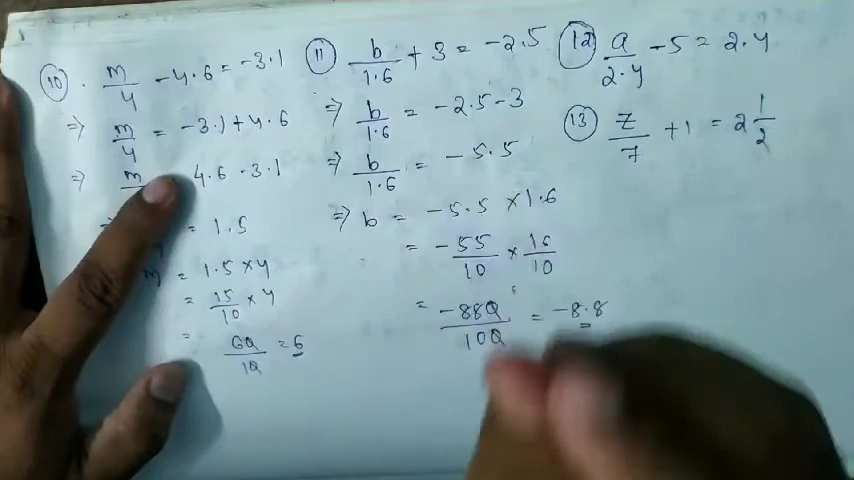 ⑩ . m/4 - 4.6 = -3.1
⇒ m/4 = -3.1 + 4.6
⇒ m 4.6 - 3.1
= 1.5
m = 1.5 × 4
= 15/10 × 4
= 60/10 = 6
⑪ b/1.6 + 3 = -2.5
⇒ b/1.6 = -2.5 - 3
⇒ b/1.6 = -5.5
⇒ b = -5.5 × 1.6
= -55/10 × 16/10
= -880/100 = -8.8
⑫ a/2.4 - 5 = 2.4
⑬ z/7 + 1 = 2 1/2